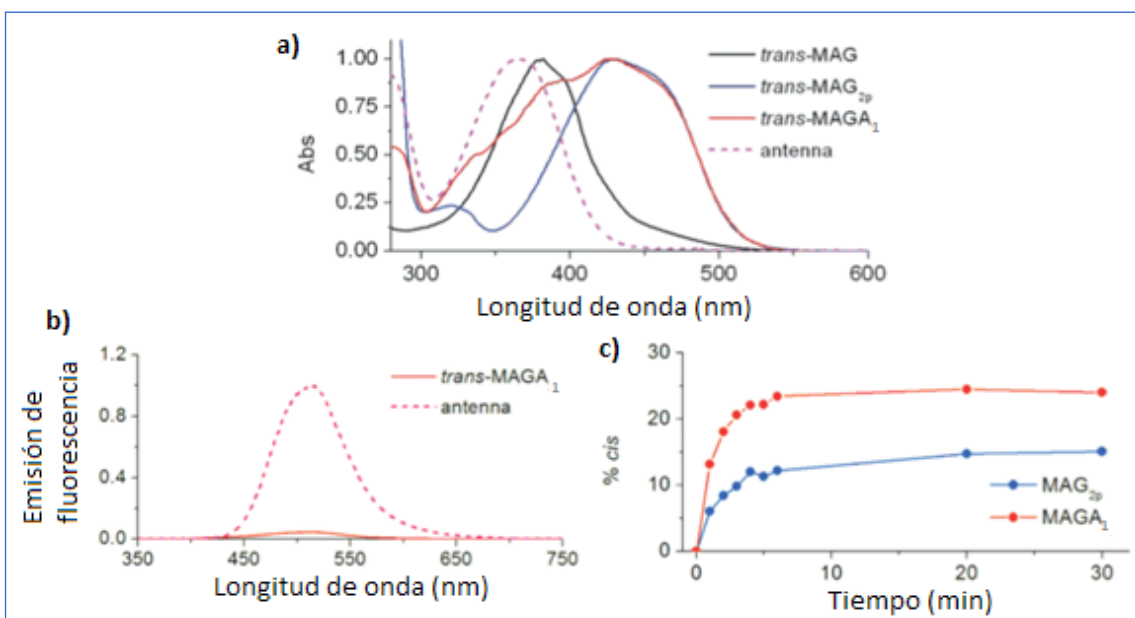 a)
1.00
0.75
0.50
0.25
0.00
Abs
trans-MAG
trans-MAG2p
trans-MAGA1
antenna
300 400 500 600
Longitud de onda (nm)
b)
1.2
0.8
0.4
0.0
Emisión de
fluorescencia
trans-MAGA1
antenna
350 450 550 650 750
Longitud de onda (nm)
c)
30
20
10
0
% cis
MAG2p
MAGA1
0 10 20 30
Tiempo (min)